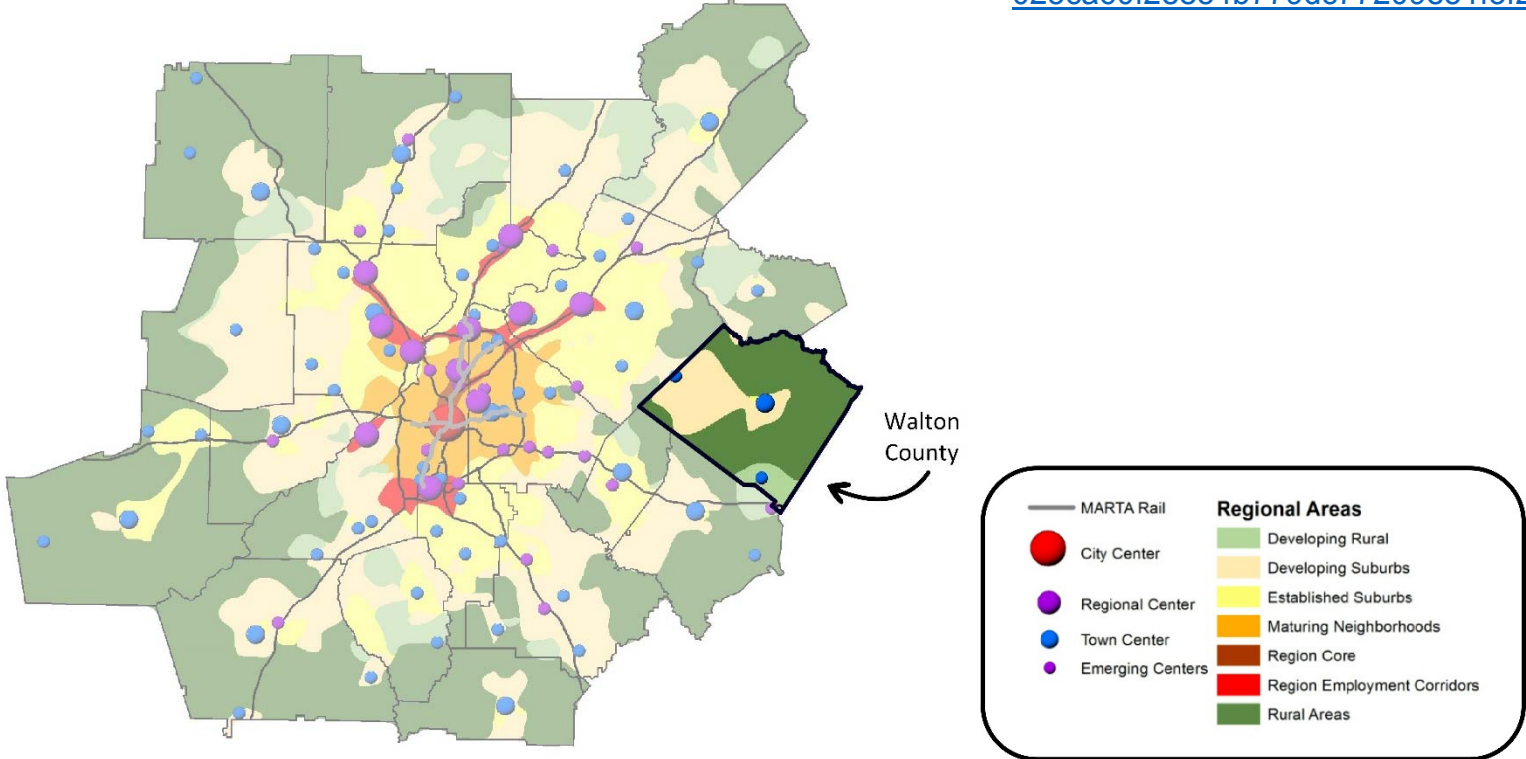 Walton
County
MARTA Rail
City Center
Regional Center
Town Center
Emerging Centers
Regional Areas
Developing Rural
Developing Suburbs
Established Suburbs
Maturing Neighborhoods
Region Core
Region Employment Corridors
Rural Areas